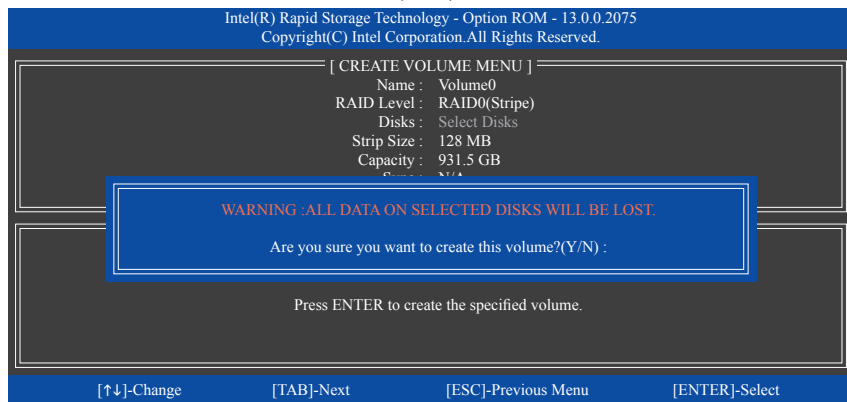 Intel(R) Rapid Storage Technology - Option ROM - 13.0.0.2075
Copyright(C) Intel Corporation.All Rights Reserved.
[ CREATE VOLUME MENU ]
Name : Volume0
RAID Level : RAID0(Stripe)
Disks : Select Disks
Strip Size : 128 MB
Capacity : 931.5 GB
WARNING :ALL DATA ON SELECTED DISKS WILL BE LOST.
Are you sure you want to create this volume?(Y/N) :
Press ENTER to create the specified volume.
[↑↓]-Change [TAB]-Next [ESC]-Previous Menu [ENTER]-Select